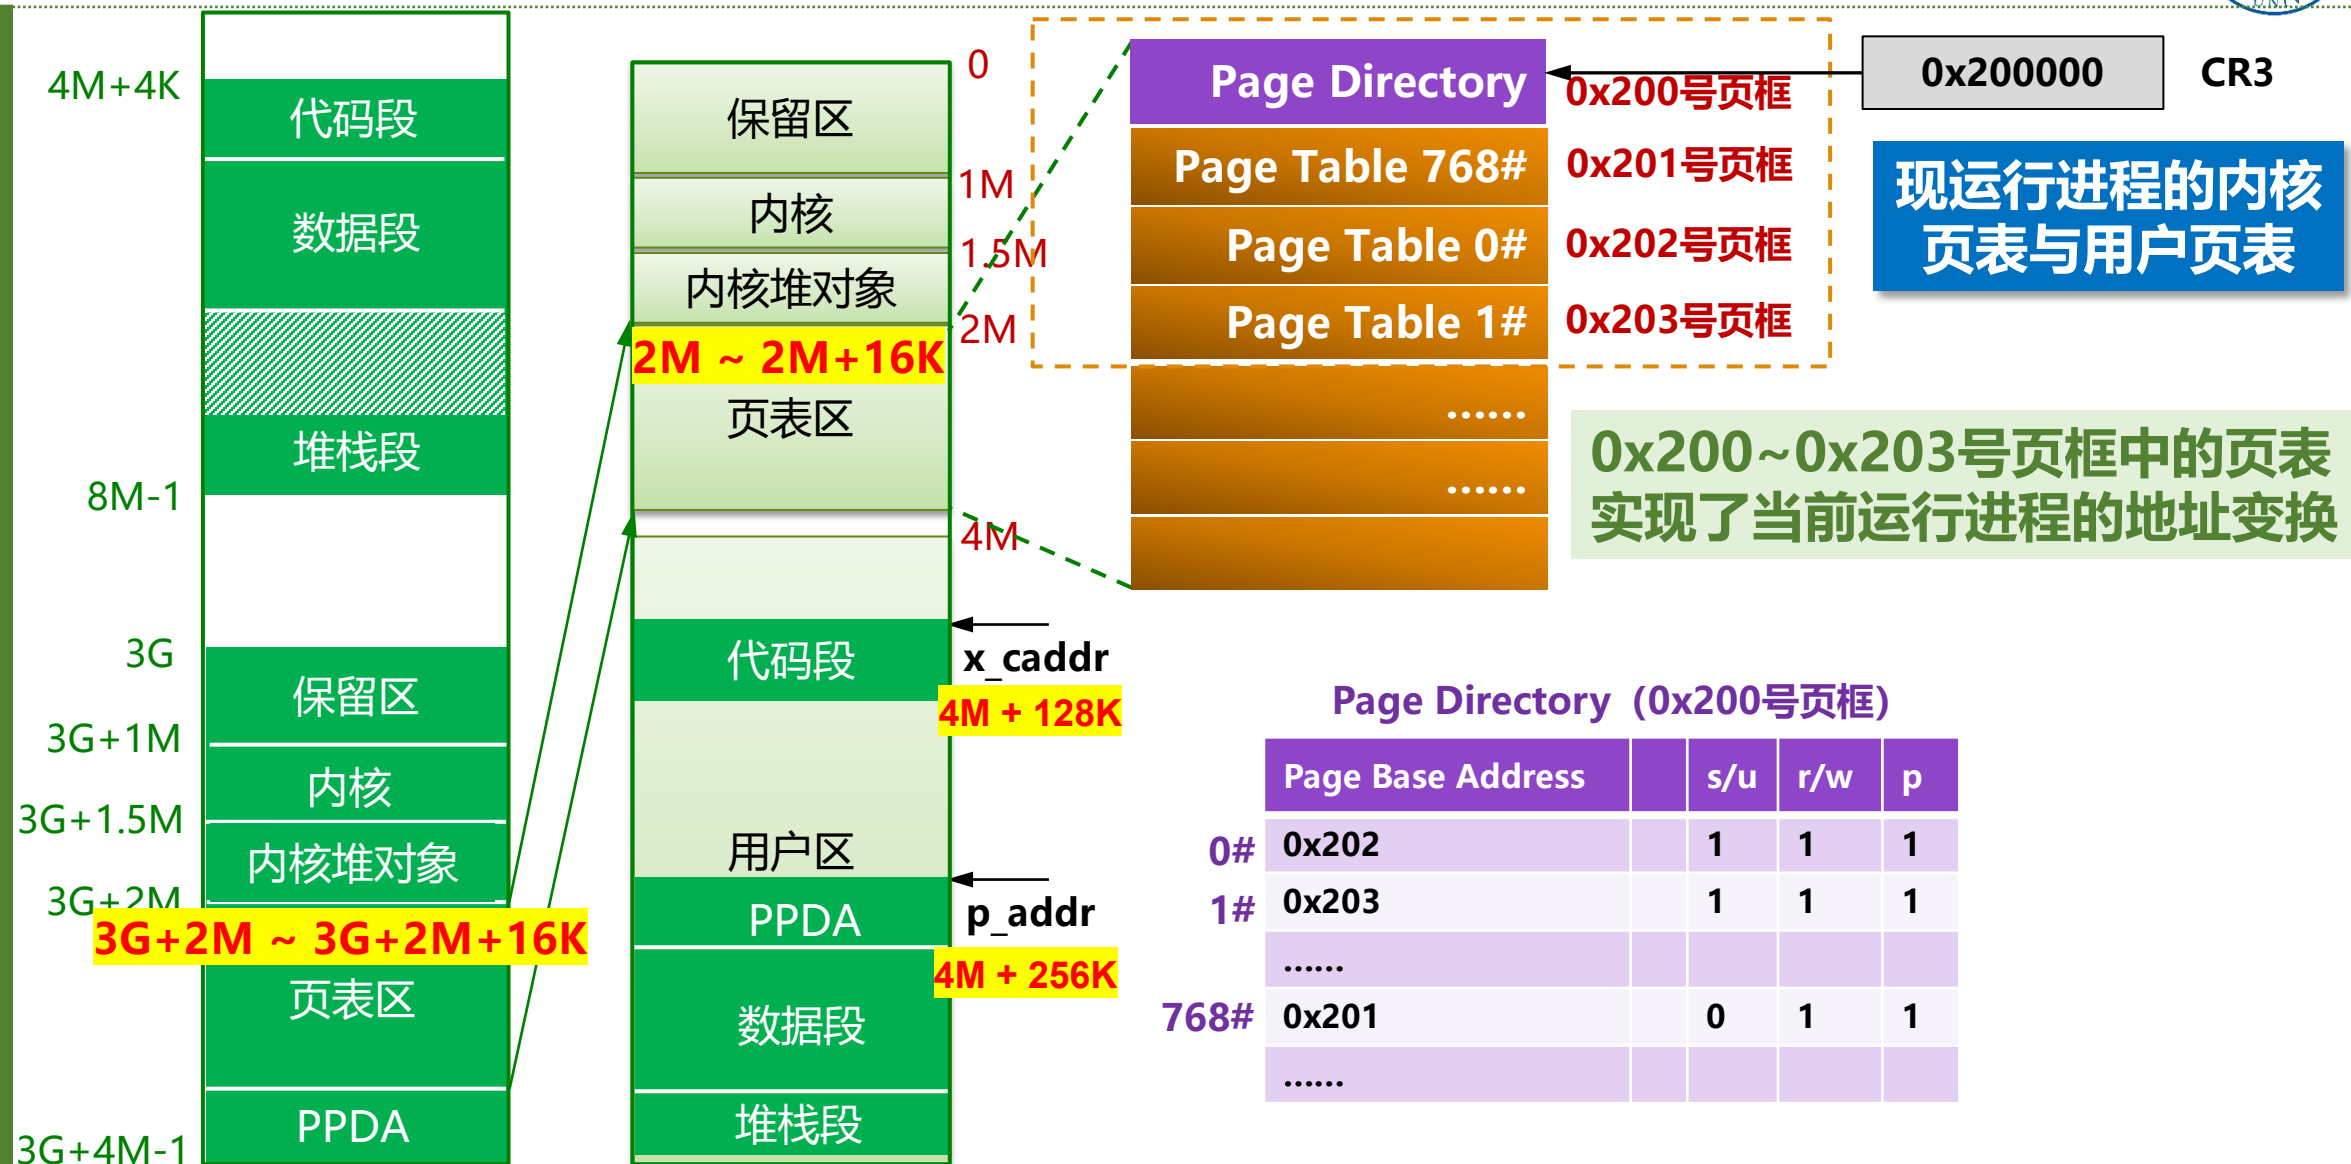 4M+4K
代码段
数据段
堆栈段
8M-1
3G
保留区
3G+1M
内核
3G+1.5M
内核堆对象
3G+2M
3G+2M ~ 3G+2M+16K
页表区
PPDA
3G+4M-1
0
保留区
1M
内核
1.5M
内核堆对象
2M
2M ~ 2M+16K
页表区
4M
代码段
x_caddr
4M + 128K
用户区
PPDA
p_addr
4M + 256K
数据段
堆栈段
Page Directory
0x200号页框
Page Table 768#
0x201号页框
Page Table 0#
0x202号页框
Page Table 1#
0x203号页框
......
......
0x200000
CR3
现运行进程的内核
页表与用户页表
0x200~0x203号页框中的页表
实现了当前运行进程的地址变换
Page Directory（0x200号页框）
Page Base Address s/u r/w p
0# 0x202 1 1 1
1# 0x203 1 1 1
......
768# 0x201 0 1 1
......